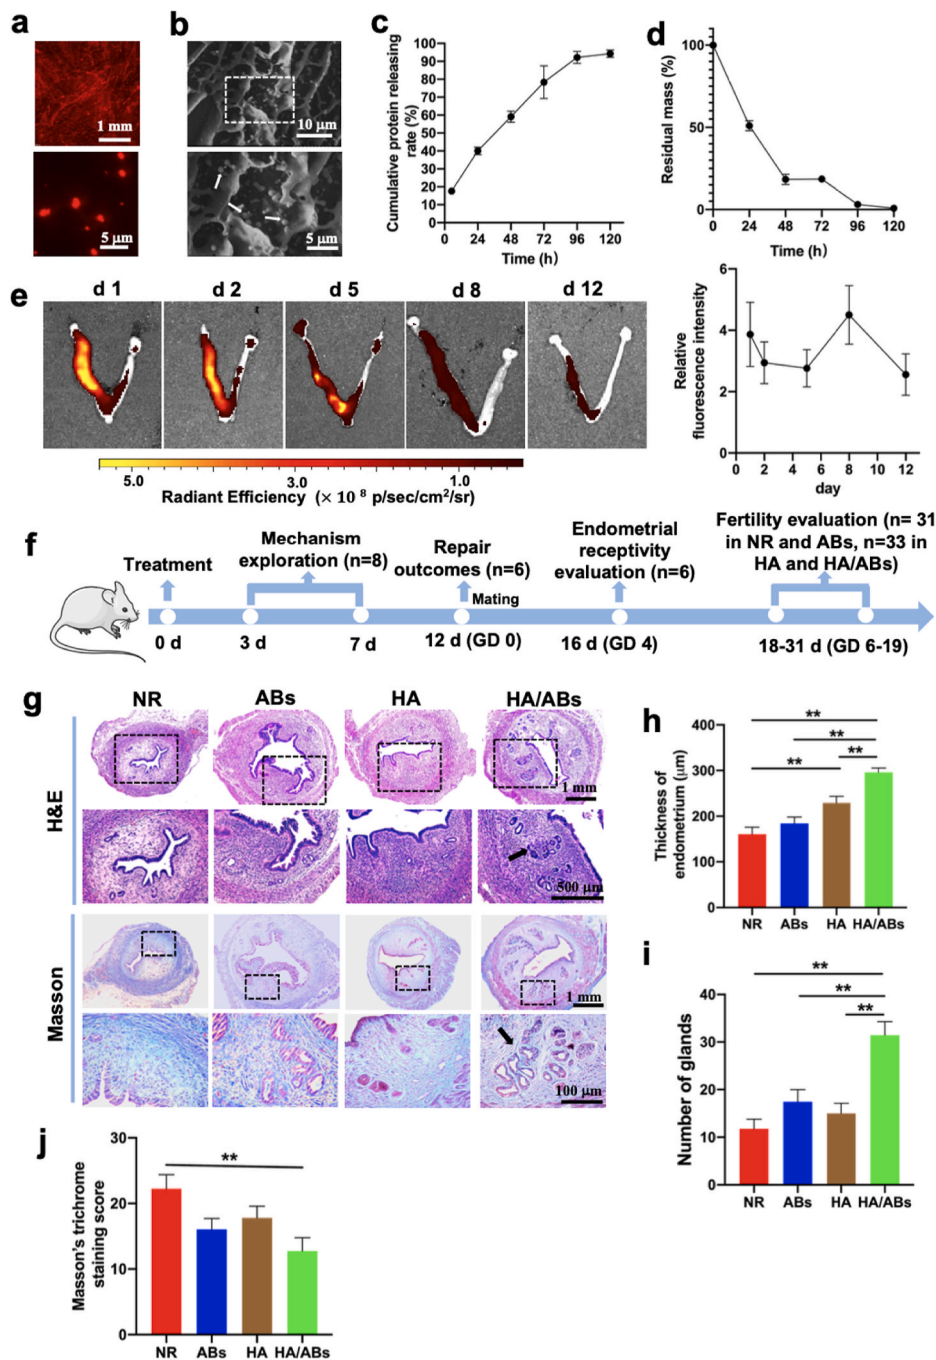 a
1 mm
5 μm
b
10 μm
5 μm
c
Cumulative protein releasing
rate (%)
100
90
80
70
60
50
40
30
20
10
0
0 24 48 72 96 120
Time (h)
d
Residual mass (%)
100
50
0
0 24 48 72 96 120
Time (h)
e
d 1 d 2 d 5 d 8 d 12
5.0 3.0 1.0
Radiant Efficiency (× 10 8 p/sec/cm2/sr)
Relative
fluorescence intensity
6
4
2
0
0 2 4 6 8 10 12
day
f
Treatment
Mechanism
exploration (n=8)
Repair
outcomes (n=6)
Mating
Endometrial
receptivity
evaluation (n=6)
Fertility evaluation (n= 31
in NR and ABs, n=33 in
HA and HA/ABs)
0 d 3 d 7 d 12 d (GD 0) 16 d (GD 4) 18-31 d (GD 6-19)
g
NR ABs HA HA/ABs
H&E
1 mm
500 μm
Masson
1 mm
100 μm
h
Thickness of
endometrium (μm)
400
300
200
100
0
**
**
** **
NR ABs HA HA/ABs
i
Number of glands
40
30
20
10
0
**
**
**
NR ABs HA HA/ABs
j
Masson's trichrome
staining score
30
20
10
0
**
NR ABs HA HA/ABs